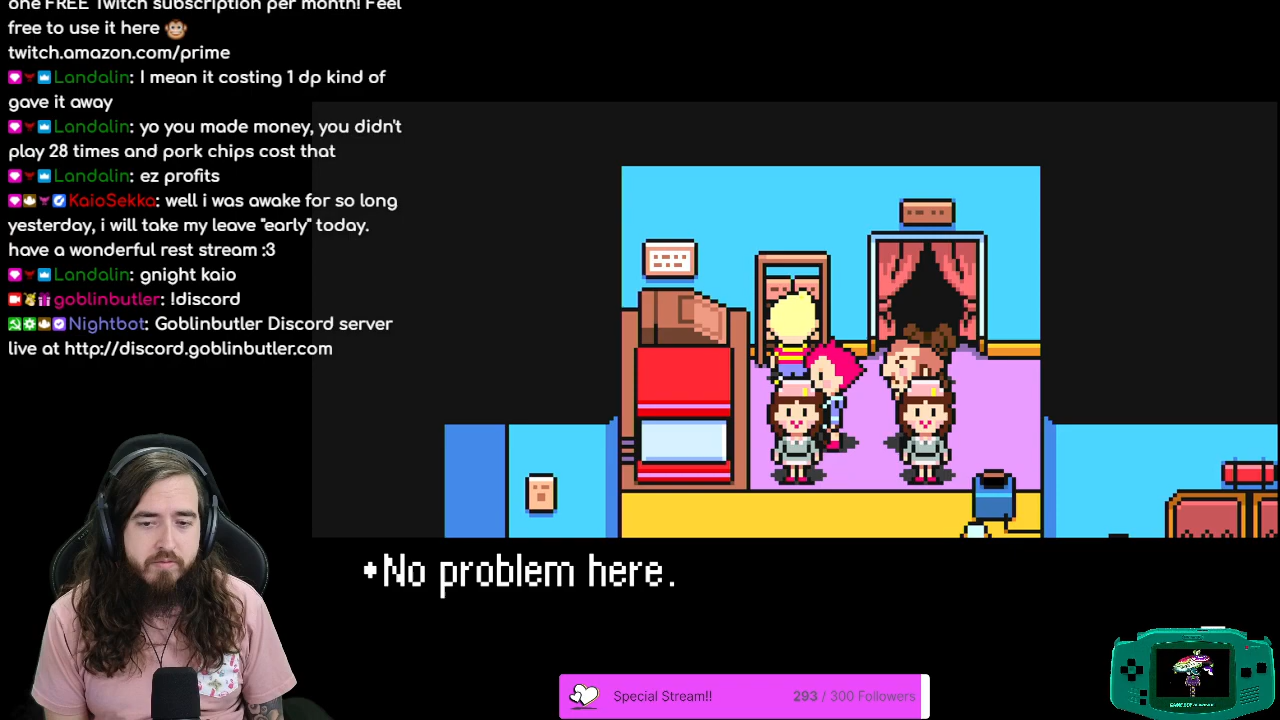 one FREE Twitch subscription per month! Feel
free to use it here
twitch.amazon.com/prime
Landalin: I mean it costing 1 dp kind of
gave it away
Landalin: yo you made money, you didn't
play 28 times and pork chips cost that
Landalin: ez profits
KaioSekko: well i was awake for so long
yesterday, i will take my leave "early" today.
have a wonderful rest stream :3
Landalin: gnight kaio
goblinbutler: !discord
Nightbot: Goblinbutler Discord server
live at http://discord.goblinbutler.com
•No problem here.
Special Stream!! 293 / 300 Followers